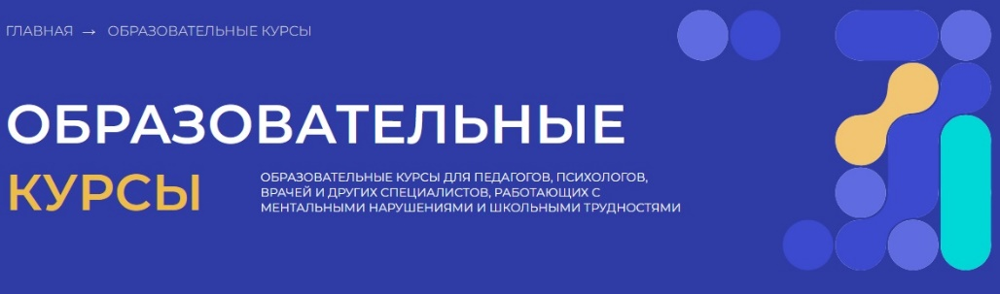 ГЛАВНАЯ → ОБРАЗОВАТЕЛЬНЫЕ КУРСЫ
ОБРАЗОВАТЕЛЬНЫЕ
КУРСЫ
ОБРАЗОВАТЕЛЬНЫЕ КУРСЫ ДЛЯ ПЕДАГОГОВ, ПСИХОЛОГОВ,
ВРАЧЕЙ И ДРУГИХ СПЕЦИАЛИСТОВ, РАБОТАЮЩИХ С
МЕНТАЛЬНЫМИ НАРУШЕНИЯМИ И ШКОЛЬНЫМИ ТРУДНОСТЯМИ